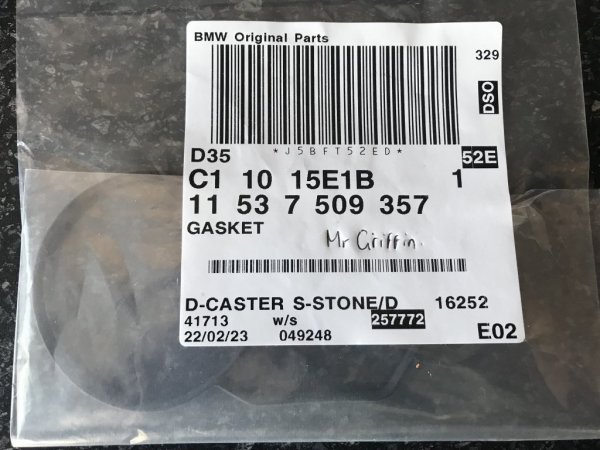 BMW Original Parts
329
DSO
*J5BFT52ED*
D35 52E
C1 10 15E1B 1
11 53 7 509 357
GASKET
Mr Griffin.
D-CASTER S-STONE/D 16252
41713 w/s 257772
22/02/23 049248 E02